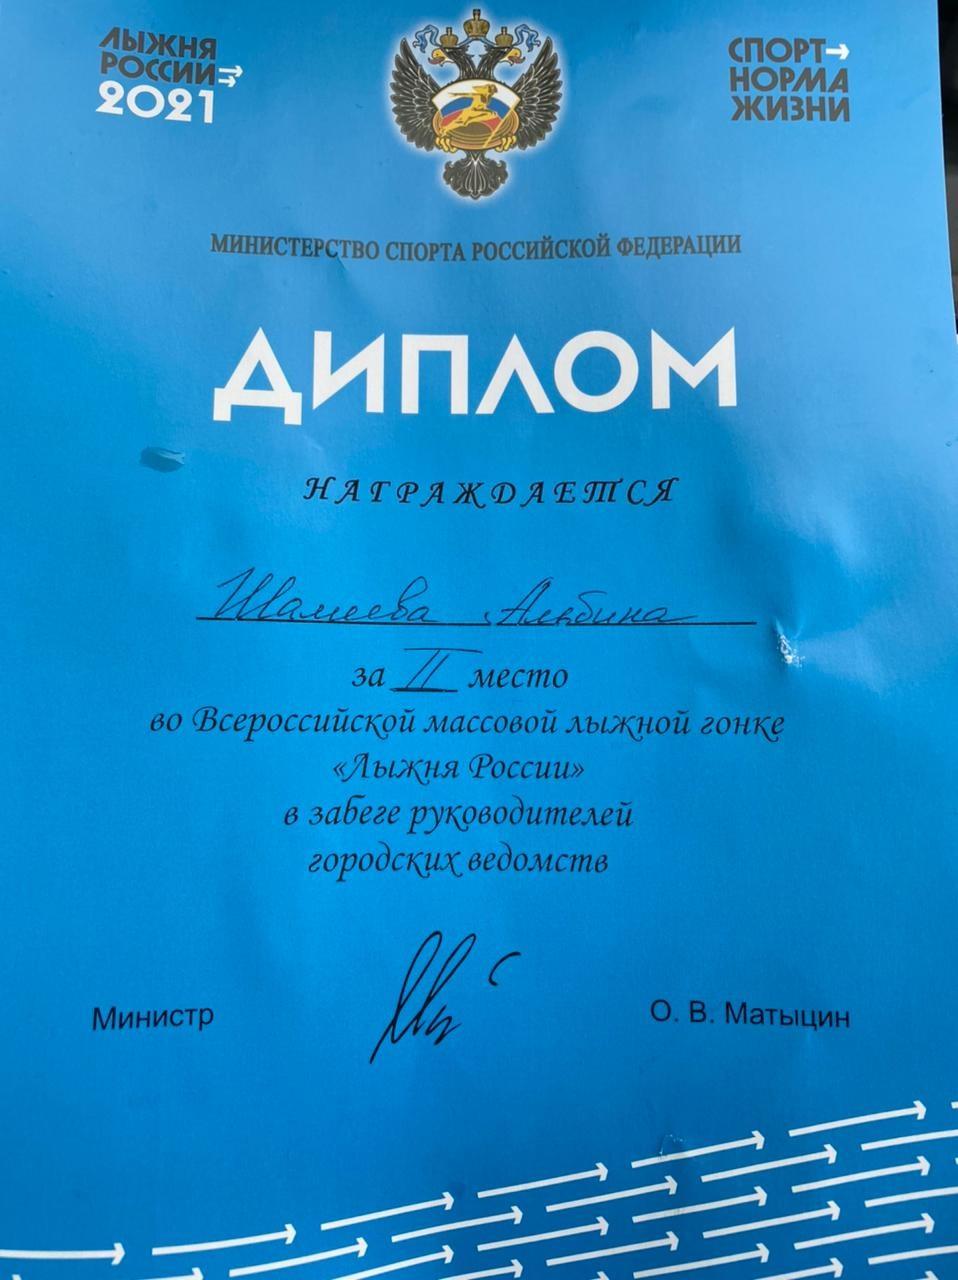 ЛЫЖНЯ
РОССИИ
2021
СПОРТ
НОРМА
ЖИЗНИ
МИНИСТЕРСТВО СПОРТА РОССИЙСКОЙ ФЕДЕРАЦИИ
ДИПЛОМ
НАГРАЖДАЕТСЯ
Шамеева Альбина
за II место
во Всероссийской массовой лыжной гонке
«Лыжня России»
в забеге руководителей
городских ведомств
Министр
О. В. Матыцин